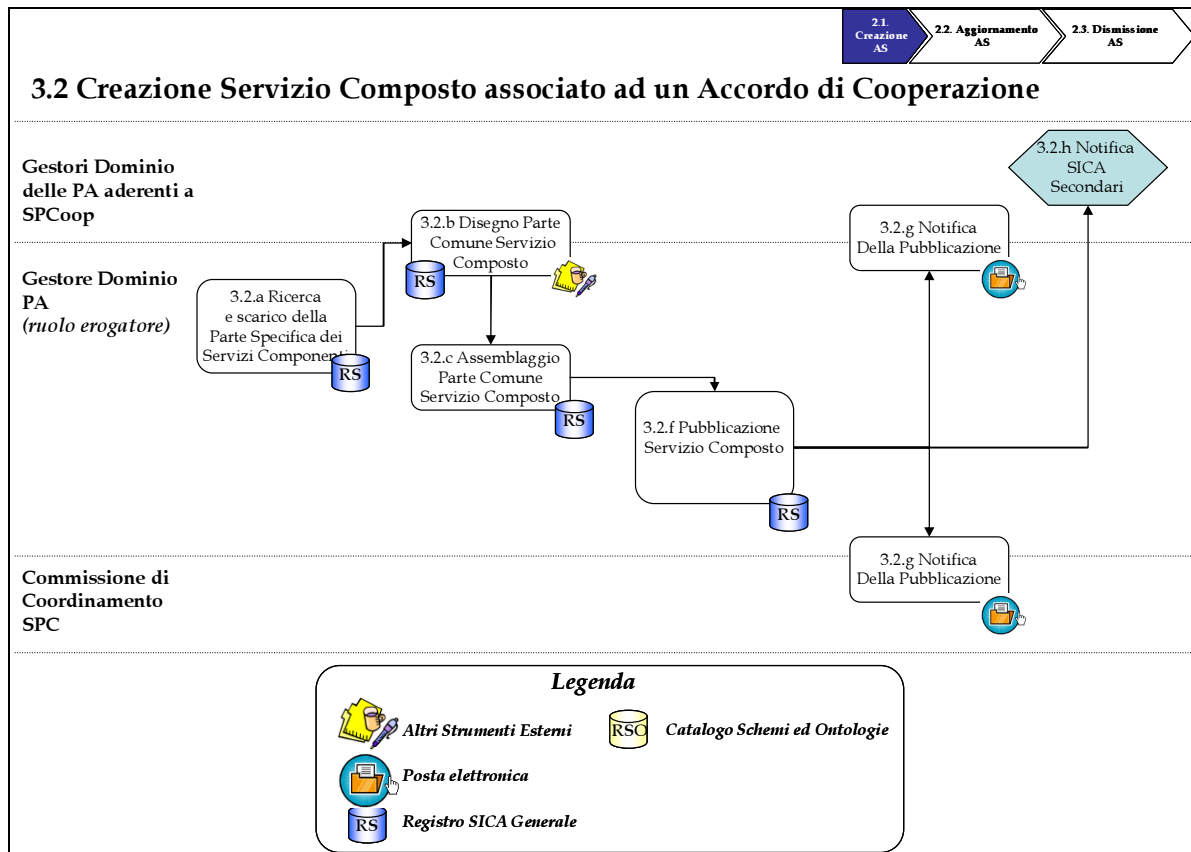 2.1.
Creazione
AS
2.2. Aggiornamento
AS
2.3. Dismissione
AS
3.2 Creazione Servizio Composto associato ad un Accordo di Cooperazione
Gestori Dominio
delle PA aderenti a
SPCoop
3.2.h Notifica
SICA
Secondari
3.2.b Disegno Parte
Comune Servizio
Composto
RS
3.2.g Notifica
Della Pubblicazione
Gestore Dominio
PA
(ruolo erogatore)
3.2.a Ricerca
e scarico della
Parte Specifica dei
Servizi Componenti
RS
3.2.c Assemblaggio
Parte Comune
Servizio Composto
RS
3.2.f Pubblicazione
Servizio Composto
RS
3.2.g Notifica
Della Pubblicazione
Commissione di
Coordinamento
SPC
Legenda
Altri Strumenti Esterni
RSO
Catalogo Schemi ed Ontologie
Posta elettronica
RS
Registro SICA Generale